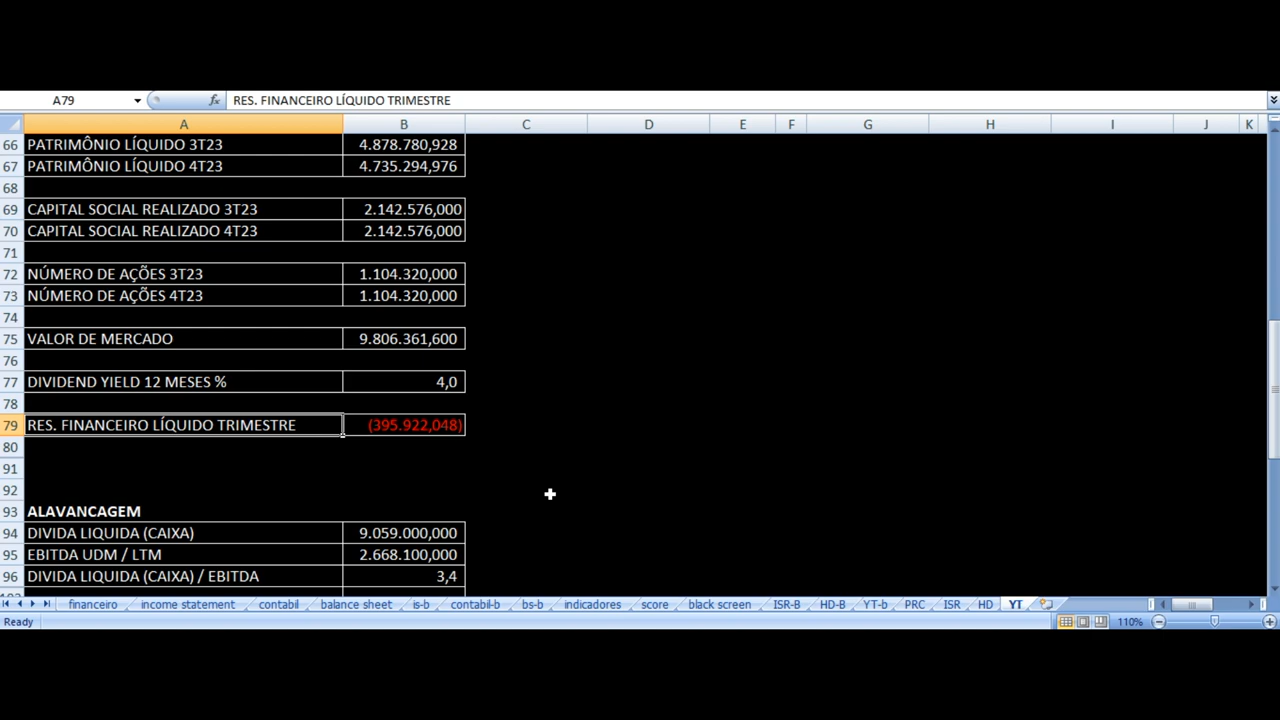 A79 fx RES. FINANCEIRO LÍQUIDO TRIMESTRE
A B C D E F G H I J K
66 PATRIMÔNIO LÍQUIDO 3T23 4.878.780,928
67 PATRIMÔNIO LÍQUIDO 4T23 4.735.294,976
68
69 CAPITAL SOCIAL REALIZADO 3T23 2.142.576,000
70 CAPITAL SOCIAL REALIZADO 4T23 2.142.576,000
71
72 NÚMERO DE AÇÕES 3T23 1.104.320,000
73 NÚMERO DE AÇÕES 4T23 1.104.320,000
74
75 VALOR DE MERCADO 9.806.361,600
76
77 DIVIDEND YIELD 12 MESES % 4,0
78
79 RES. FINANCEIRO LÍQUIDO TRIMESTRE (395.922,048)
80
91
92
93 ALAVANCAGEM
94 DIVIDA LIQUIDA (CAIXA) 9.059.000,000
95 EBITDA UDM / LTM 2.668.100,000
96 DIVIDA LIQUIDA (CAIXA) / EBITDA 3,4
financeiro income statement contabil balance sheet is-b contabil-b bs-b indicadores score black screen ISR-B HD-B YT-b PRC ISR HD YT
Ready 110%